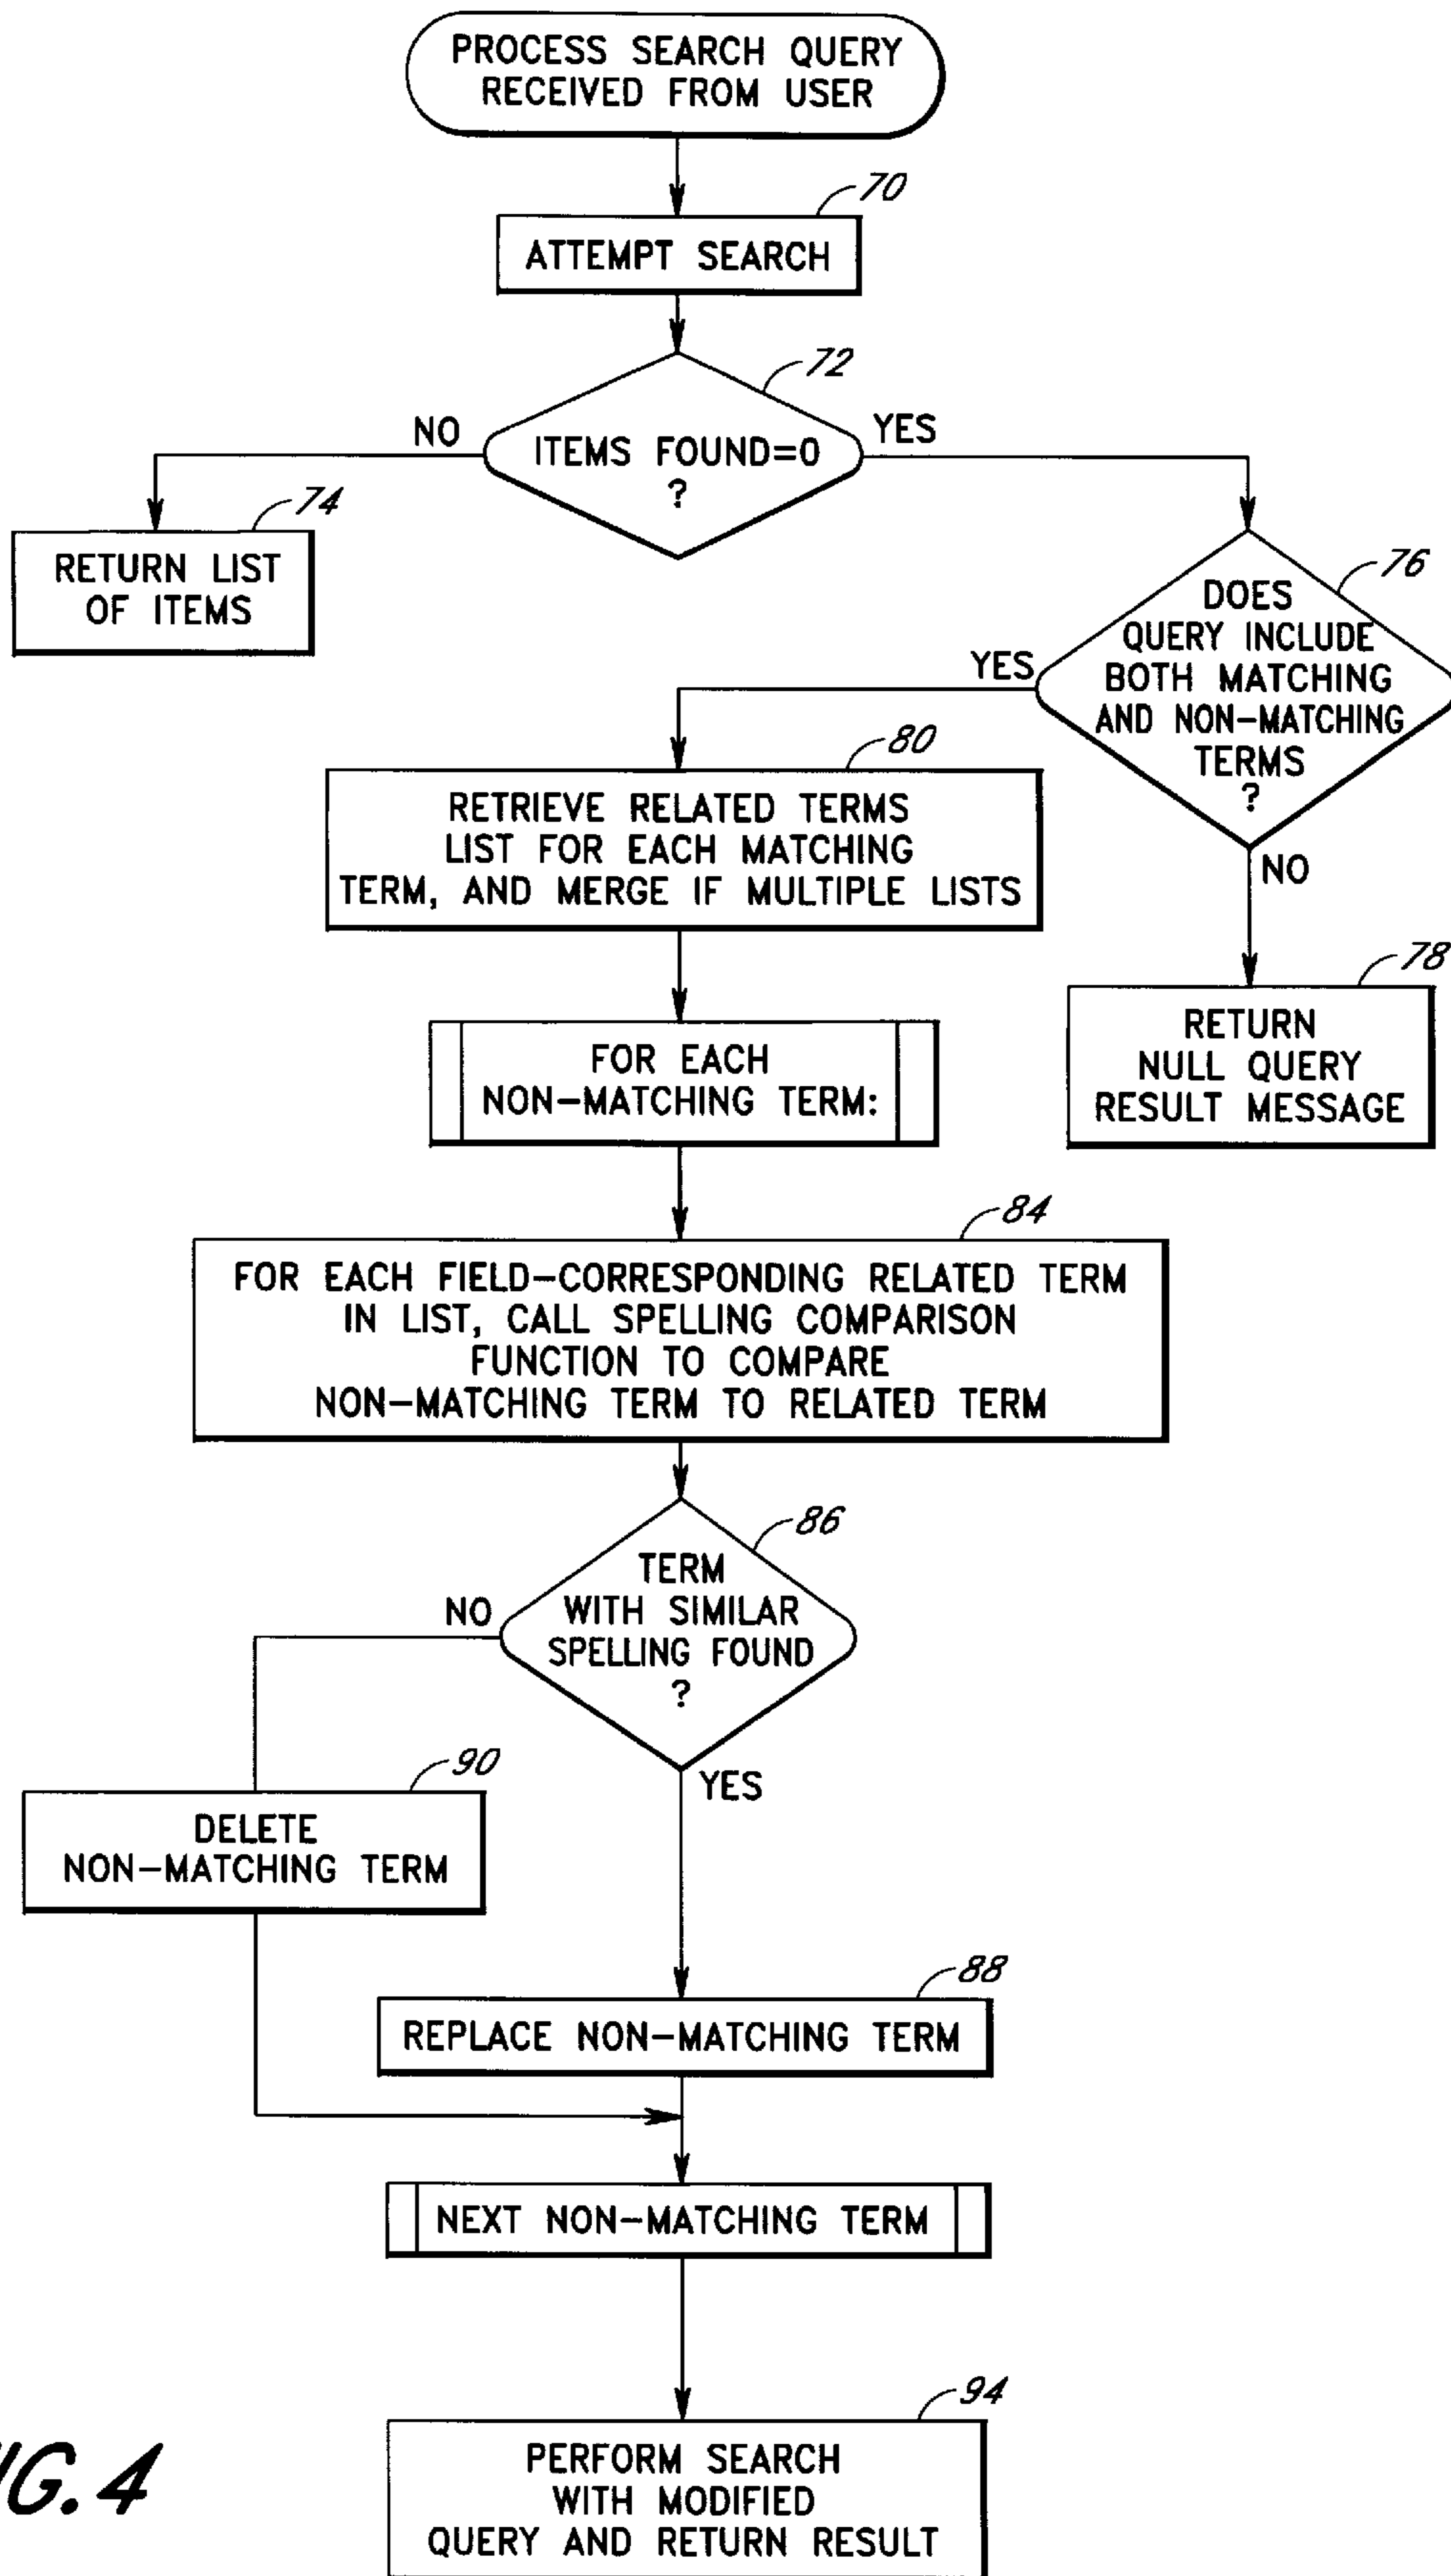 PROCESS SEARCH QUERY
RECEIVED FROM USER
70
ATTEMPT SEARCH
72
NO
ITEMS FOUND=0
?
YES
74
RETURN LIST
OF ITEMS
76
DOES
QUERY INCLUDE
BOTH MATCHING
AND NON-MATCHING
TERMS
?
YES
NO
80
RETRIEVE RELATED TERMS
LIST FOR EACH MATCHING
TERM, AND MERGE IF MULTIPLE LISTS
78
RETURN
NULL QUERY
RESULT MESSAGE
FOR EACH
NON-MATCHING TERM:
84
FOR EACH FIELD-CORRESPONDING RELATED TERM
IN LIST, CALL SPELLING COMPARISON
FUNCTION TO COMPARE
NON-MATCHING TERM TO RELATED TERM
86
TERM
WITH SIMILAR
SPELLING FOUND
?
NO
YES
90
DELETE
NON-MATCHING TERM
88
REPLACE NON-MATCHING TERM
NEXT NON-MATCHING TERM
94
PERFORM SEARCH
WITH MODIFIED
QUERY AND RETURN RESULT
IG. 4